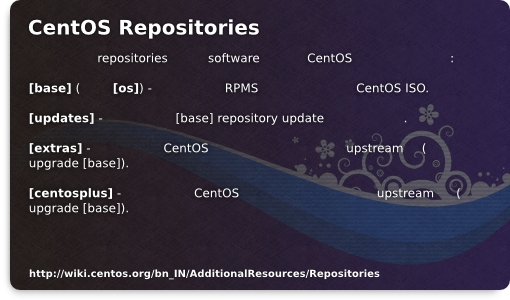 CentOS Repositories
repositories software CentOS :
[base] ( [os]) - RPMS CentOS ISO.
[updates] - [base] repository update .
[extras] - CentOS upstream (
upgrade [base]).
[centosplus] - CentOS upstream (
upgrade [base]).
http://wiki.centos.org/bn_IN/AdditionalResources/Repositories